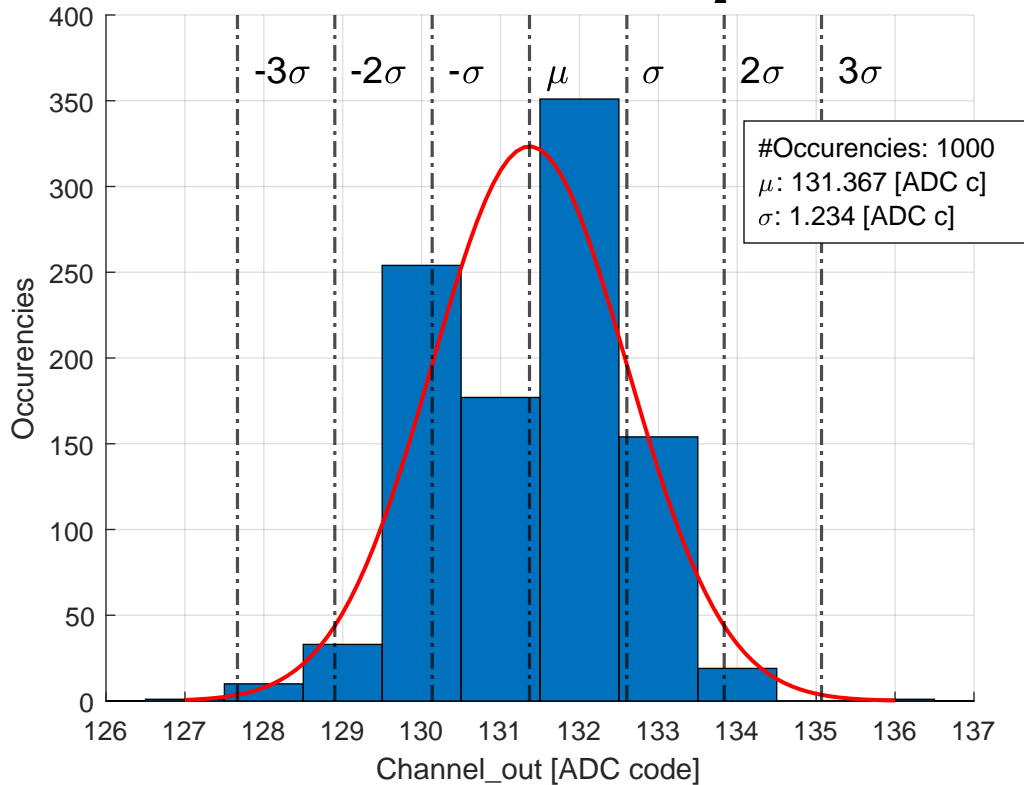 400
350
300
250
200
150
100
50
0
Occurencies
-3σ -2σ -σ μ σ 2σ 3σ
#Occurencies: 1000
μ: 131.367 [ADC c]
σ: 1.234 [ADC c]
126 127 128 129 130 131 132 133 134 135 136 137
Channel_out [ADC code]